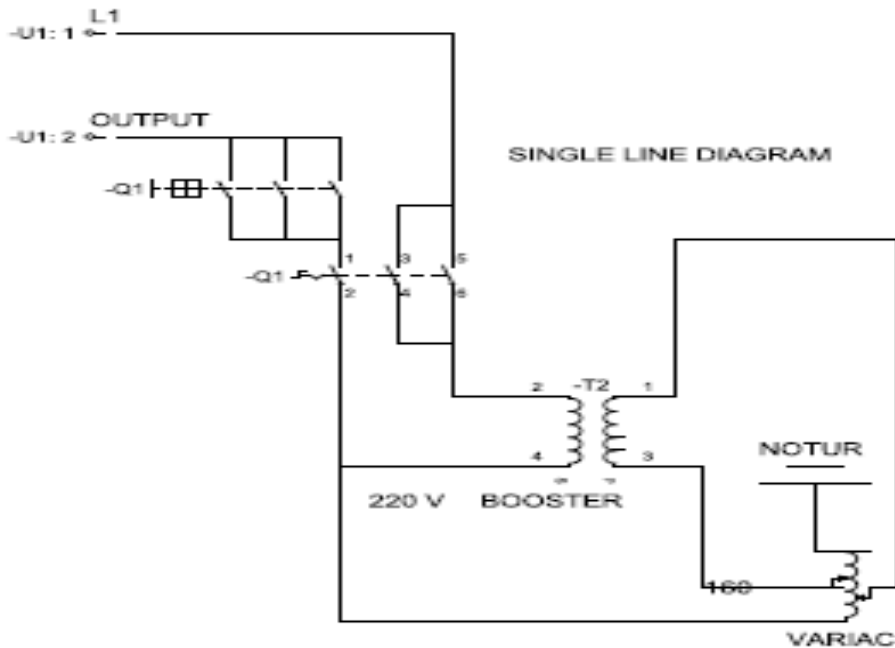 L1
-U1: 1
OUTPUT
-U1: 2
SINGLE LINE DIAGRAM
-Q1
1 3 5
-Q1
2 4 6
2 -T2 1
NOTUR
4 3
220 V BOOSTER
160
VARIAC